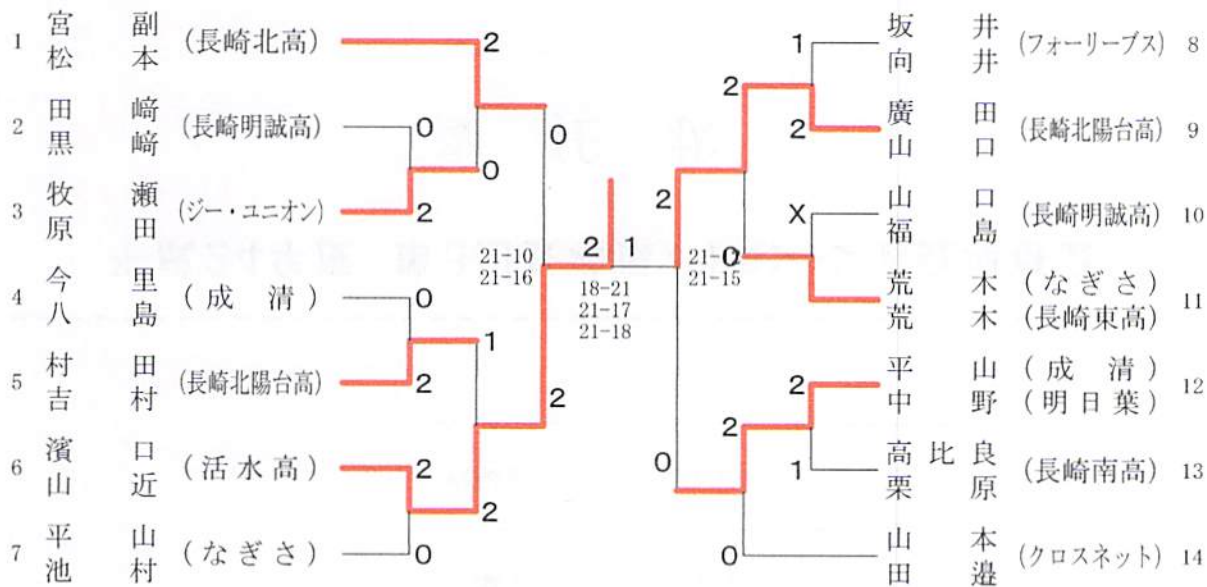 1 宮副 松本 (長崎北高) 2
2 田﨑 黒﨑 (長崎明誠高) 0
0
3 牧瀬 原田 (ジー・ユニオン) 2
0
4 今里 八島 (成清) 0
1
5 村田 吉村 (長崎北陽台高) 2
2
6 濱口 山近 (活水高) 2
2
7 平山 池村 (なぎさ) 0
21-10
21-16
2 1
18-21
21-17
21-18
1 坂井 向井 (フォーリーブス) 8
2
2 廣田 山口 (長崎北陽台高) 9
2
X 山口 福島 (長崎明誠高) 10
0
21-15
荒木 (なぎさ) 11
荒木 (長崎東高)
2 平山 (成清) 12
中野 (明日葉)
2
1 高比良 栗原 (長崎南高) 13
0
0 山本 田邉 (クロスネット) 14